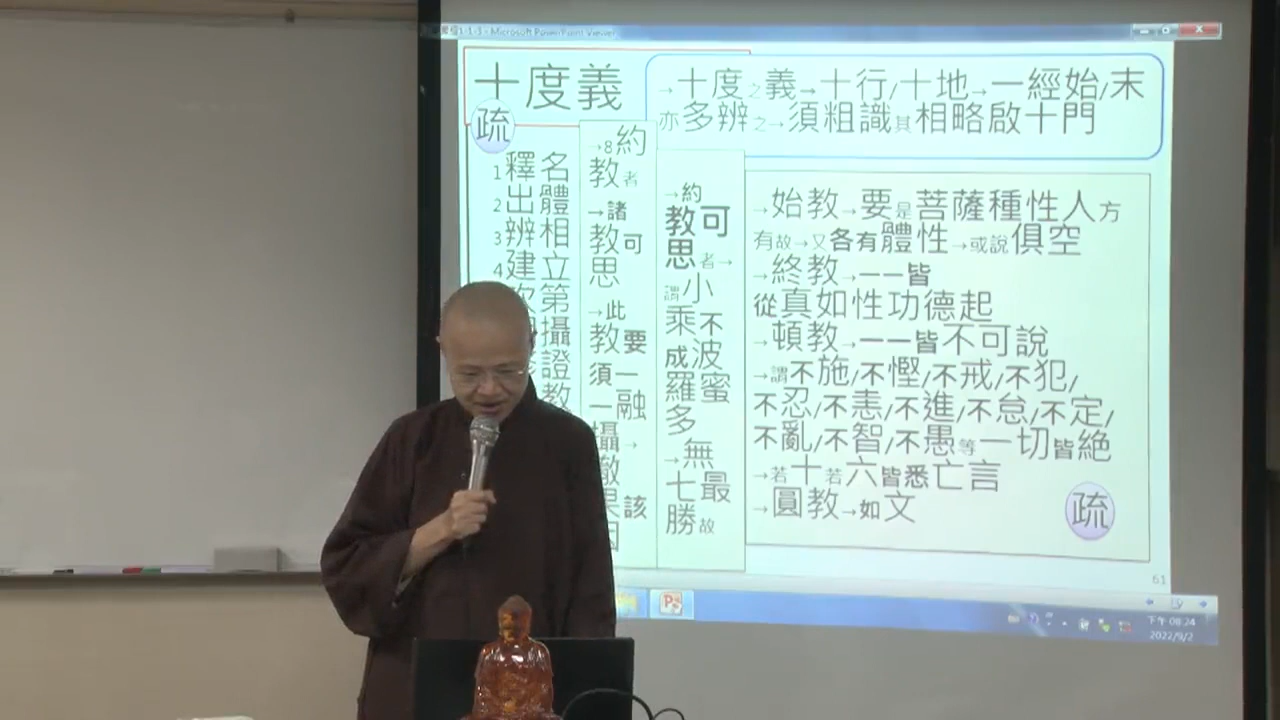 Microsoft PowerPoint Viewer
十度義
疏
→十度之義→十行/十地→一經始/末
亦多辨之→須粗識其相略啟十門
1釋名
2出體
3辨相
4建立
次第
攝
證
教
→8約
教者
→諸
教可
思
→此
教要
須一
一融
攝→
徹
果該
因
→約
教可
思者→
謂小
乘不
成波
羅蜜
多
→無
七最
勝故
→始教→要是菩薩種性人方
有故→又各有體性→或說俱空
→終教→一一皆
從真如性功德起
→頓教→一一皆不可說
→謂不施/不慳/不戒/不犯/
不忍/不恚/不進/不怠/不定/
不亂/不智/不愚等一切皆絕
→若十若六皆悉亡言
→圓教→如文
疏
61
下午 08:24
2022/9/2